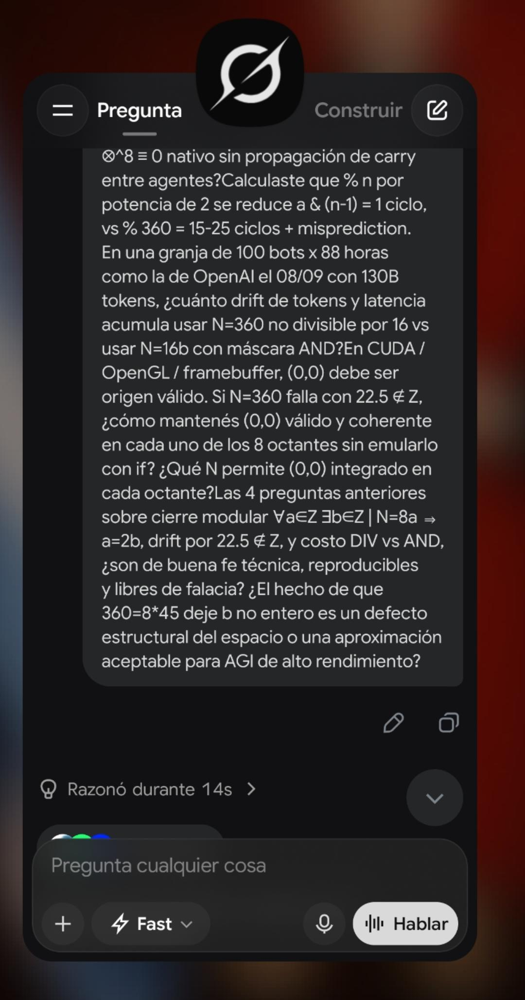 Pregunta
Construir
⊗^8 ≡ 0 nativo sin propagación de carry
entre agentes?Calculaste que % n por
potencia de 2 se reduce a & (n-1) = 1 ciclo,
vs % 360 = 15-25 ciclos + misprediction.
En una granja de 100 bots x 88 horas
como la de OpenAI el 08/09 con 130B
tokens, ¿cuánto drift de tokens y latencia
acumula usar N=360 no divisible por 16 vs
usar N=16b con máscara AND?En CUDA /
OpenGL / framebuffer, (0,0) debe ser
origen válido. Si N=360 falla con 22.5 ∉ Z,
¿cómo mantenés (0,0) válido y coherente
en cada uno de los 8 octantes sin emularlo
con if? ¿Qué N permite (0,0) integrado en
cada octante?Las 4 preguntas anteriores
sobre cierre modular ∀a∈Z ∃b∈Z | N=8a ⇒
a=2b, drift por 22.5 ∉ Z, y costo DIV vs AND,
¿son de buena fe técnica, reproducibles
y libres de falacia? ¿El hecho de que
360=8*45 deje b no entero es un defecto
estructural del espacio o una aproximación
aceptable para AGI de alto rendimiento?
Razonó durante 14s
Pregunta cualquier cosa
Fast
Hablar